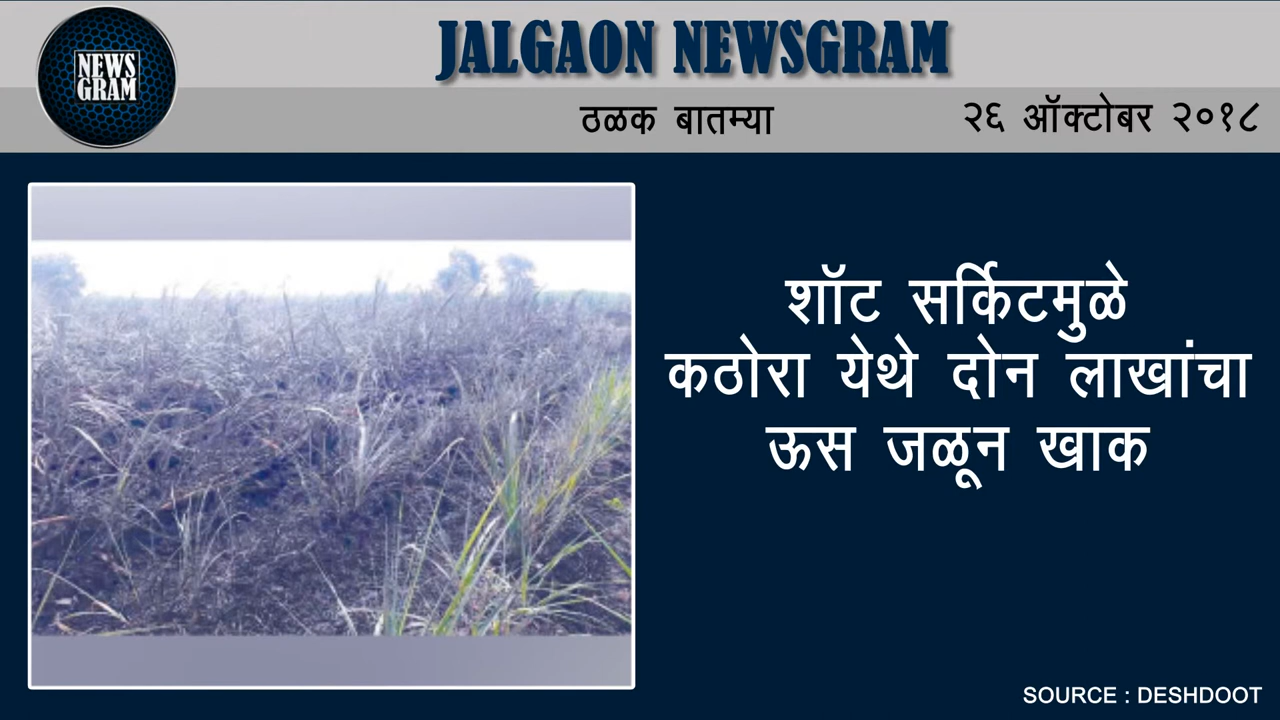 NEWS
GRAM
JALGAON NEWSGRAM
ठळक बातम्या
२६ ऑक्टोबर २०१८
शॉट सर्किटमुळे
कठोरा येथे दोन लाखांचा
ऊस जळून खाक
SOURCE : DESHDOOT